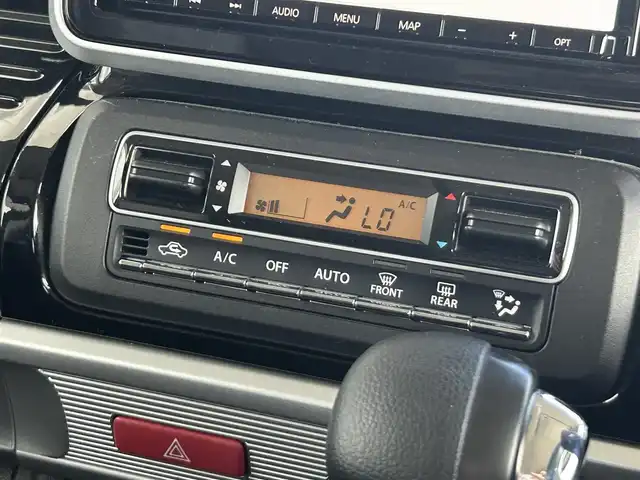 AUDIO MENU MAP − + OPT
A/C
LO
A/C OFF AUTO FRONT REAR